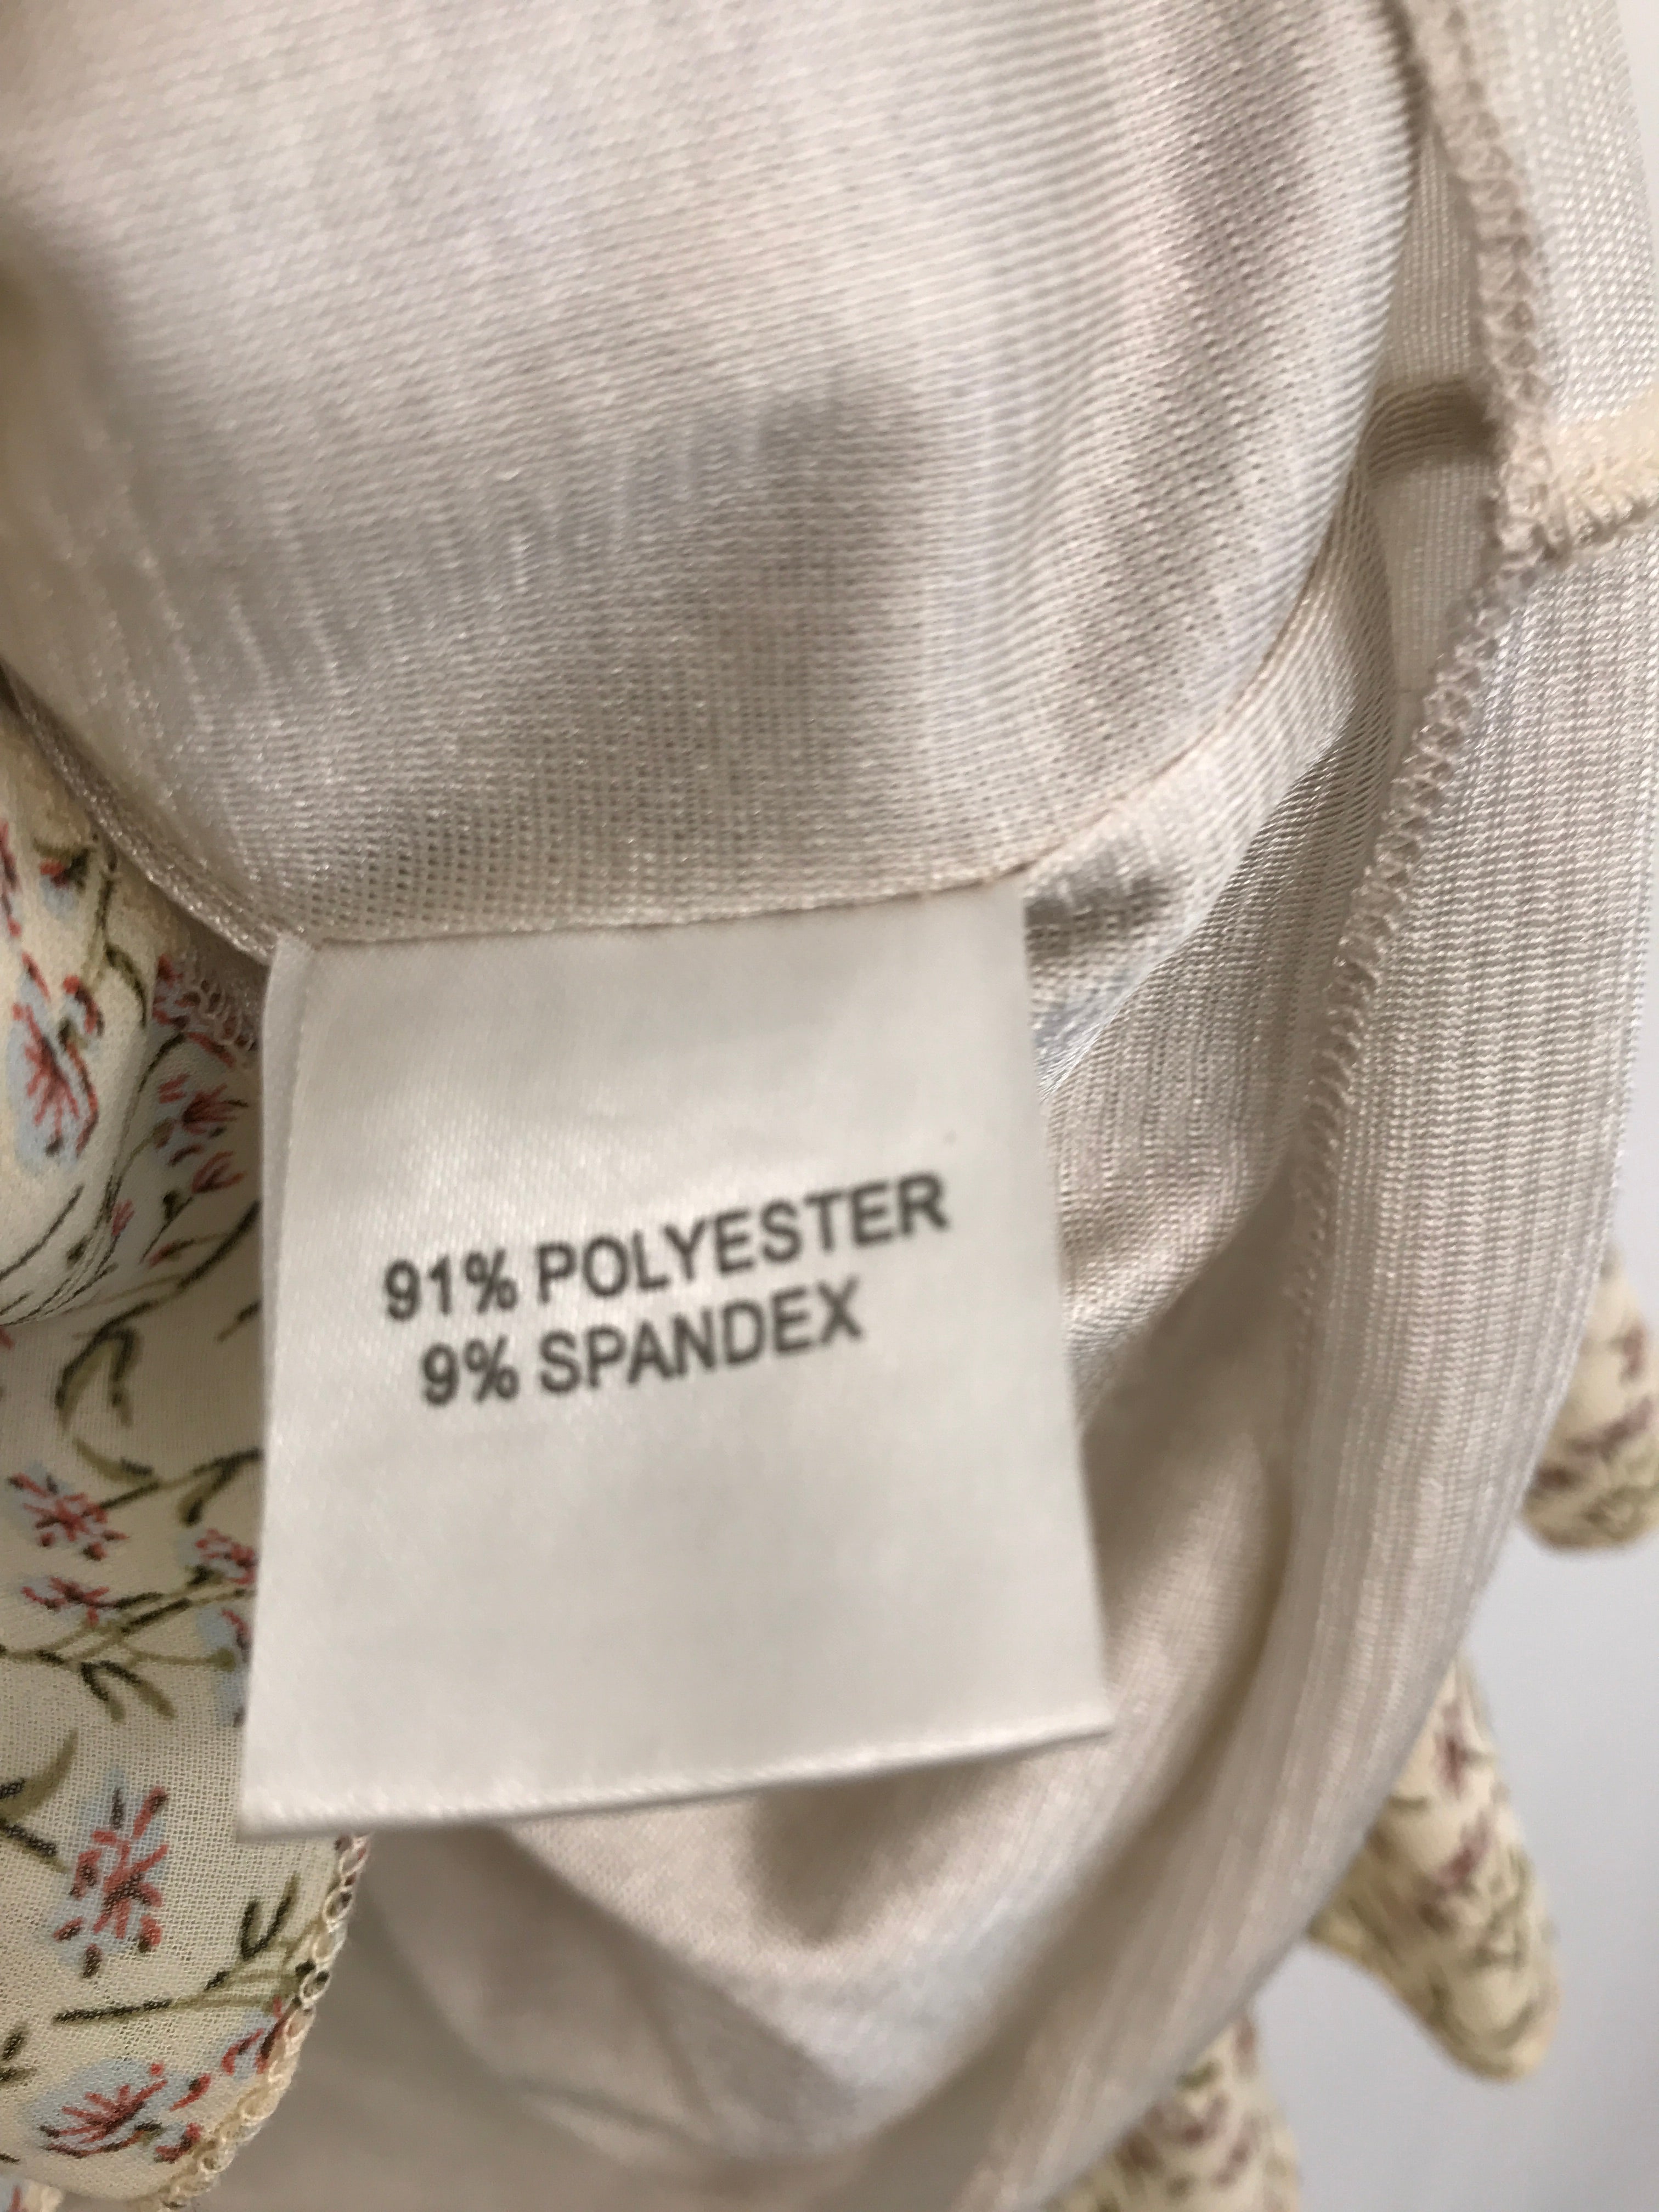 91% POLYESTER
9% SPANDEX